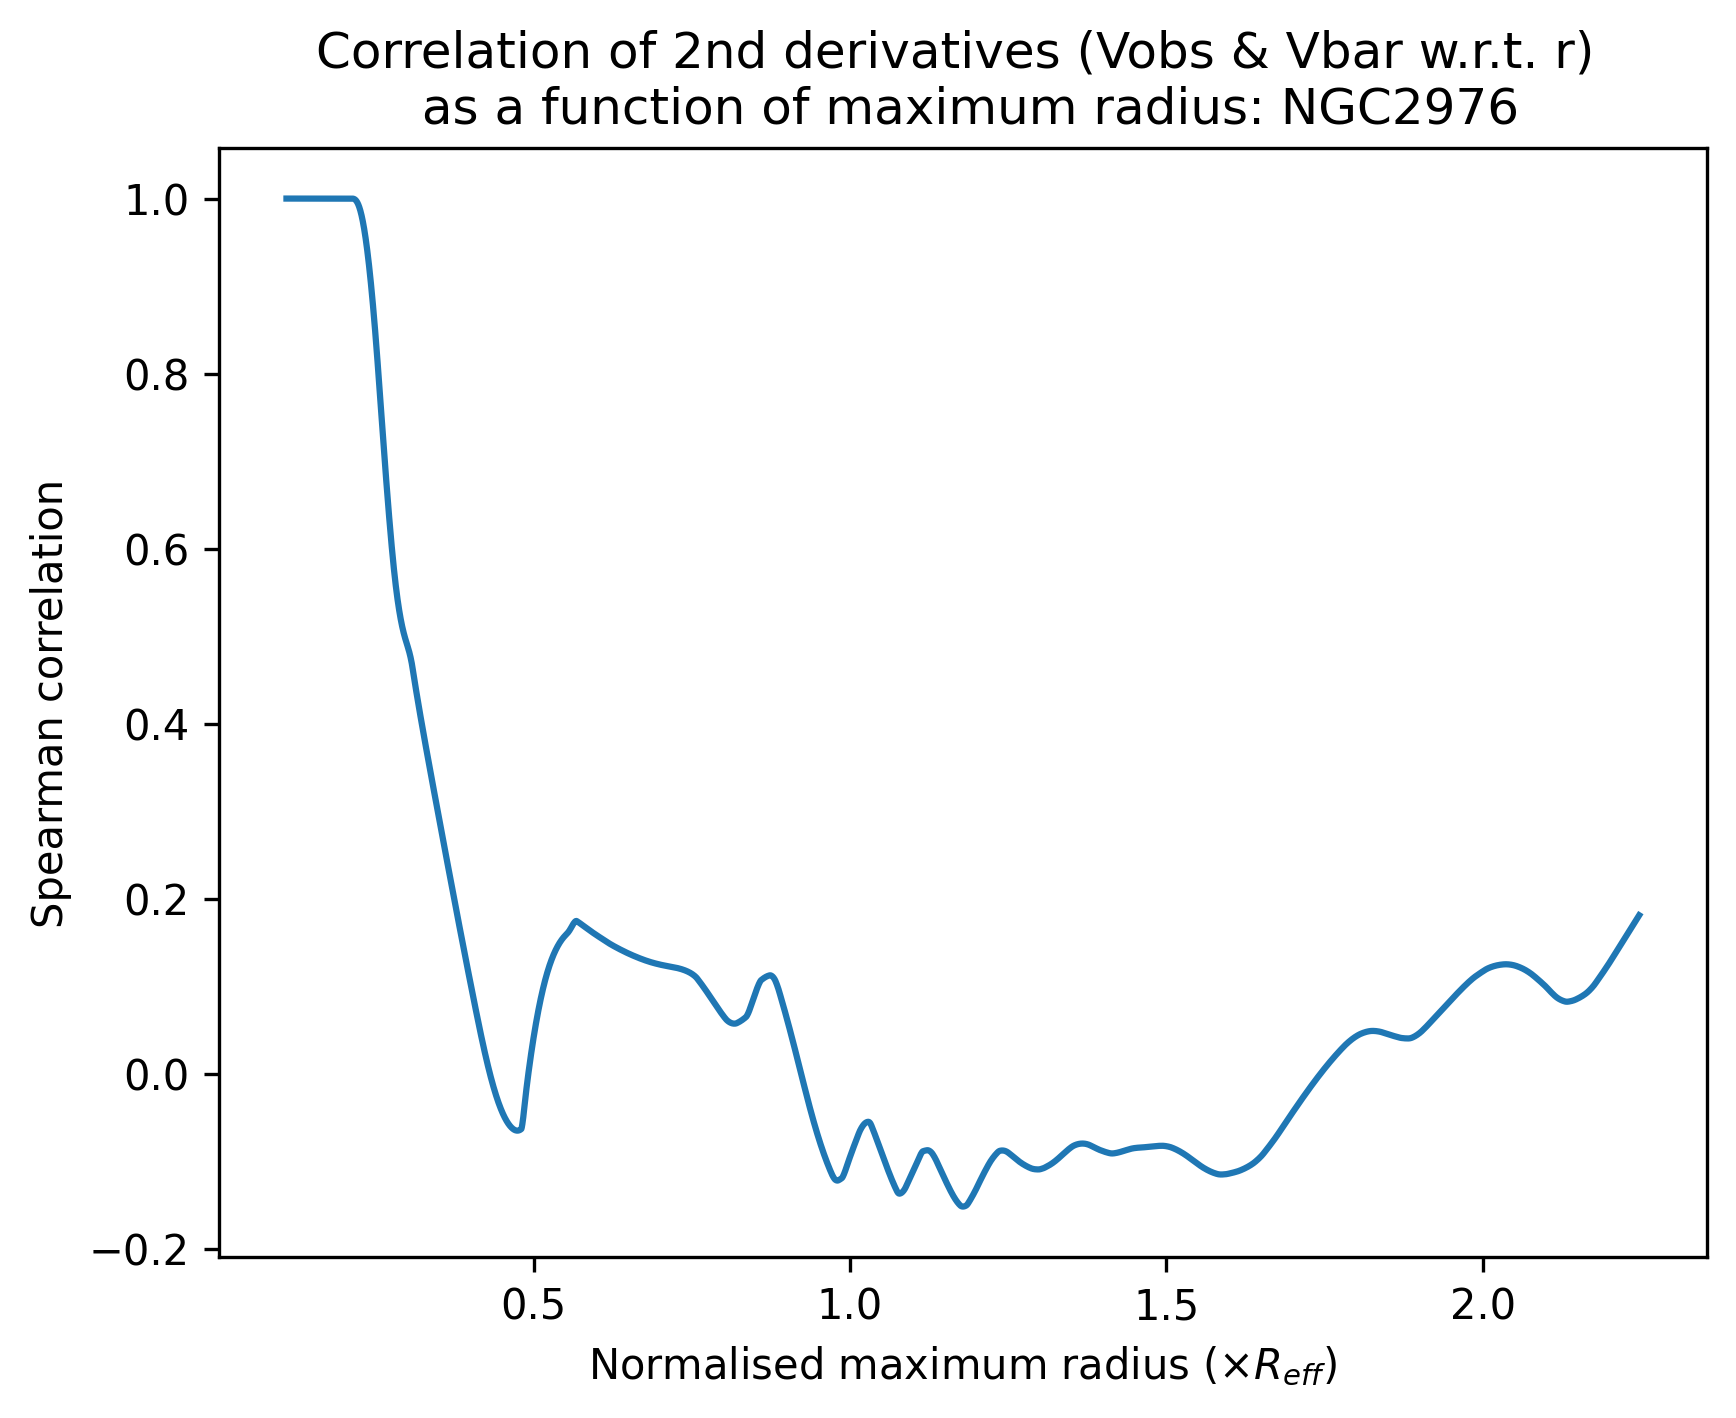 Correlation of 2nd derivatives (Vobs & Vbar w.r.t. r)
as a function of maximum radius: NGC2976
Spearman correlation
1.0
0.8
0.6
0.4
0.2
0.0
−0.2
0.5 1.0 1.5 2.0
Normalised maximum radius (×R_eff)